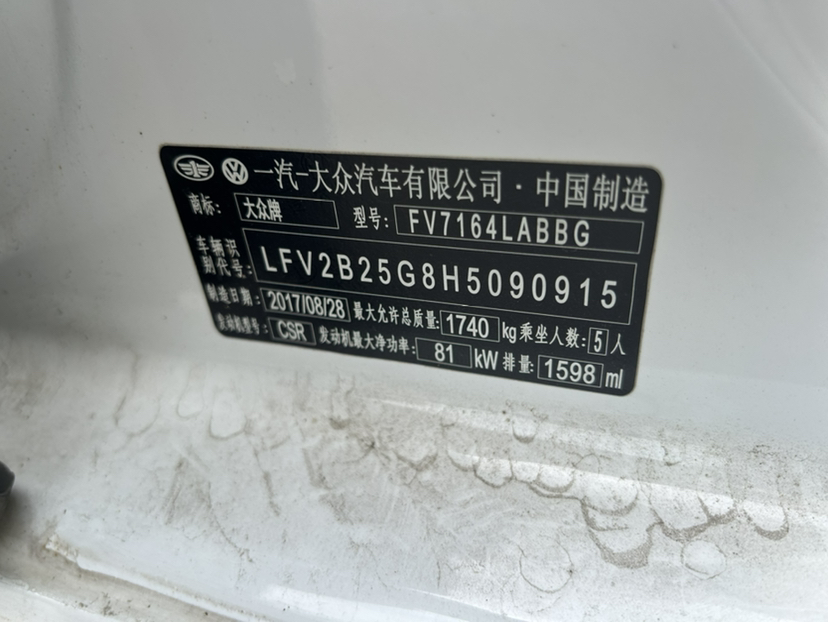 一汽-大众汽车有限公司·中国制造
商标: 大众牌 型号: FV7164LABBG
车辆识别代号: LFV2B25G8H5090915
制造日期: 2017/08/28 最大允许总质量: 1740 kg 乘坐人数: 5 人
发动机型号: CSR 发动机最大净功率: 81 kW 排量: 1598 ml